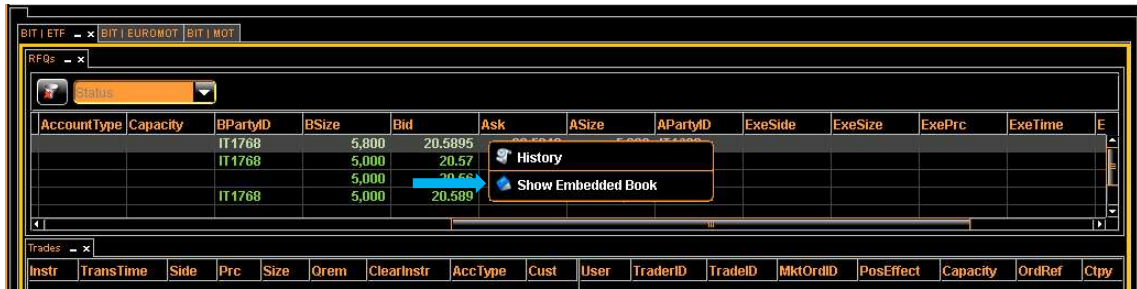 BIT | ETF BIT | EUROMOT BIT | MOT
RFQs
Status
AccountType Capacity BPartyID BSize Bid Ask ASize APartyID ExeSide ExeSize ExePrc ExeTime E
IT1768 5,800 20.5895
IT1768 5,000 20.57
History
5,000 20.56
Show Embedded Book
IT1768 5,000 20.589
Trades
Instr TransTime Side Prc Size Qrem ClearInstr AccType Cust User TraderID TradeID MktOrdID PosEffect Capacity OrdRef Ctpy